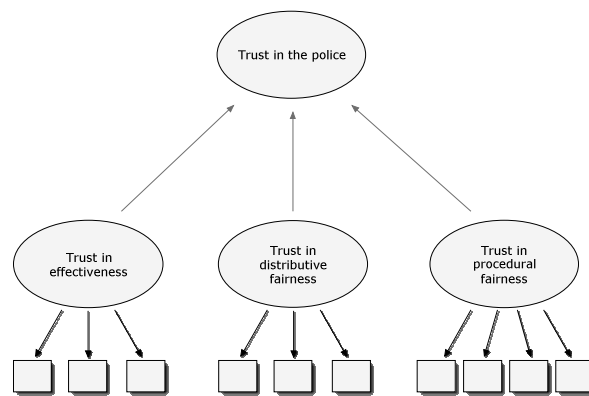 Trust in the police
Trust in
effectiveness
Trust in
distributive
fairness
Trust in
procedural
fairness